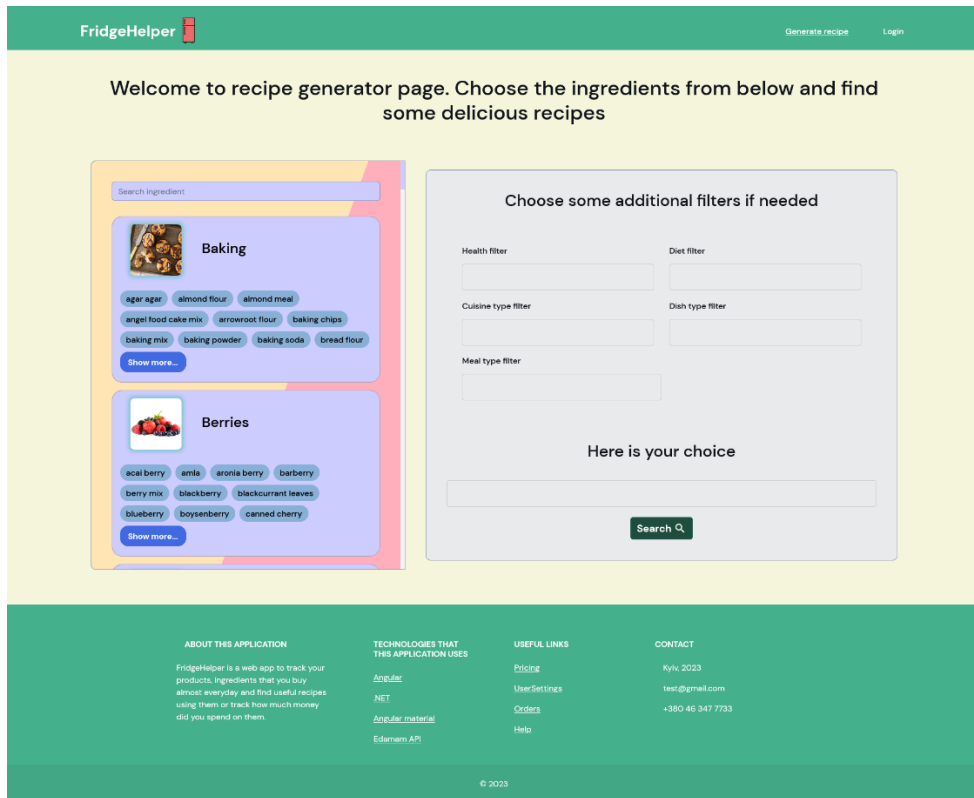 FridgeHelper
Generate recipe
Login
Welcome to recipe generator page. Choose the ingredients from below and find
some delicious recipes
Search ingredient
Baking
agar agar almond flour almond meal
angel food cake mix arrowroot flour baking chips
baking mix baking powder baking soda bread flour
Show more...
Berries
acai berry amla aronia berry barberry
berry mix blackberry blackcurrant leaves
blueberry boysenberry canned cherry
Show more...
Choose some additional filters if needed
Health filter
Diet filter
Cuisine type filter
Dish type filter
Meal type filter
Here is your choice
Search
ABOUT THIS APPLICATION
FridgeHelper is a web app to track your
products, ingredients that you buy
almost everyday and find useful recipes
using them or track how much money
did you spend on them.
TECHNOLOGIES THAT
THIS APPLICATION USES
Angular
.NET
Angular material
Edamam API
USEFUL LINKS
Pricing
UserSettings
Orders
Help
CONTACT
Kyiv, 2023
test@gmail.com
+380 46 347 7733
© 2023